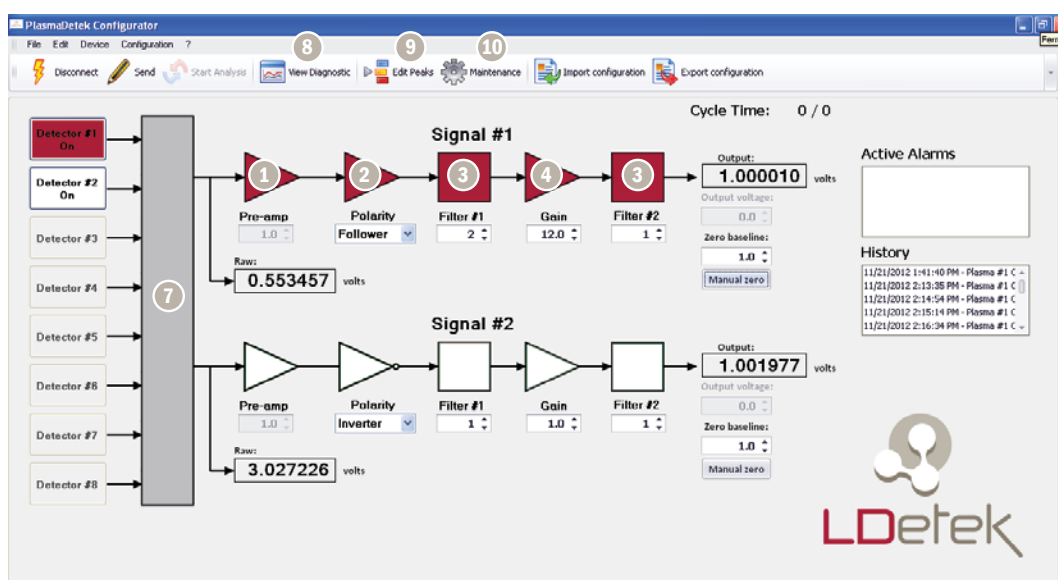 PlasmaDetek Configurator
File Edit Device Configuration ?
8 9 10
Disconnect Send Start Analysis View Diagnostic Edit Peaks Maintenance Import configuration Export configuration
Cycle Time: 0 / 0
Detector #1
On
Detector #2
On
Detector #3
Detector #4
Detector #5
Detector #6
Detector #7
Detector #8
7
Signal #1
1 2 3 4 3
Pre-amp Polarity Filter #1 Gain Filter #2
1.0 Follower 2 12.0 1
Raw:
0.553457 volts
Output:
1.000010 volts
Output voltage:
0.0
Zero baseline:
1.0
Manual zero
Signal #2
Pre-amp Polarity Filter #1 Gain Filter #2
1.0 Inverter 1 1.0 1
Raw:
3.027226 volts
Output:
1.001977 volts
Output voltage:
0.0
Zero baseline:
1.0
Manual zero
Active Alarms
History
11/21/2012 1:41:40 PM - Plasma #1 C
11/21/2012 2:13:35 PM - Plasma #1 C
11/21/2012 2:14:54 PM - Plasma #1 C
11/21/2012 2:15:14 PM - Plasma #1 C
11/21/2012 2:16:34 PM - Plasma #1 C
LDetek